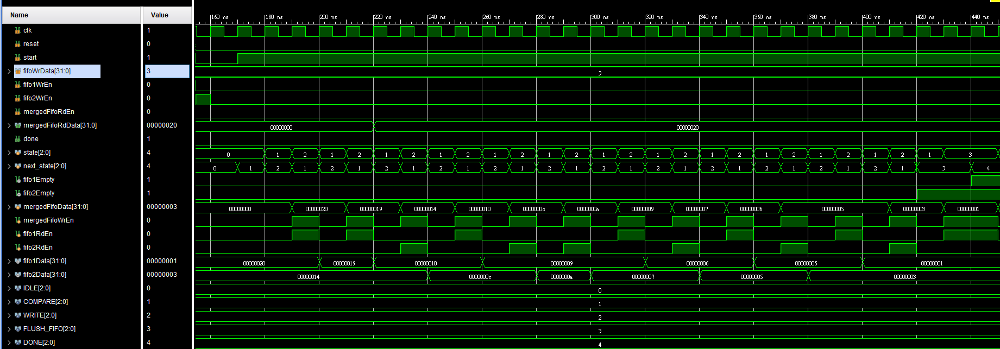 Name Value
160 ns 180 ns 200 ns 220 ns 240 ns 260 ns 280 ns 300 ns 320 ns 340 ns 360 ns 380 ns 400 ns 420 ns 440 ns
clk 1
reset 0
start 1
fifoWrData[31:0] 3 3
fifo1WrEn 0
fifo2WrEn 0
mergedFifoRdEn 0
mergedFifoRdData[31:0] 00000020 00000000 00000020
done 1
state[2:0] 4 0 1 2 1 2 1 2 1 2 1 2 1 2 1 2 1 2 1 2 1 2 1 2 1 2 1 3
next_state[2:0] 4 0 1 2 1 2 1 2 1 2 1 2 1 2 1 2 1 2 1 2 1 2 1 2 1 2 1 3 4
fifo1Empty 1
fifo2Empty 1
mergedFifoData[31:0] 00000003 00000000 00000020 00000019 00000014 00000010 0000000c 0000000a 00000009 00000007 00000006 00000005 00000003 00000001
mergedFifoWrEn 0
fifo1RdEn 0
fifo2RdEn 0
fifo1Data[31:0] 00000001 00000020 00000019 00000010 00000009 00000006 00000005 00000001
fifo2Data[31:0] 00000003 00000014 0000000c 0000000a 00000007 00000005 00000003
IDLE[2:0] 0 0
COMPARE[2:0] 1 1
WRITE[2:0] 2 2
FLUSH_FIFO[2:0] 3 3
DONE[2:0] 4 4